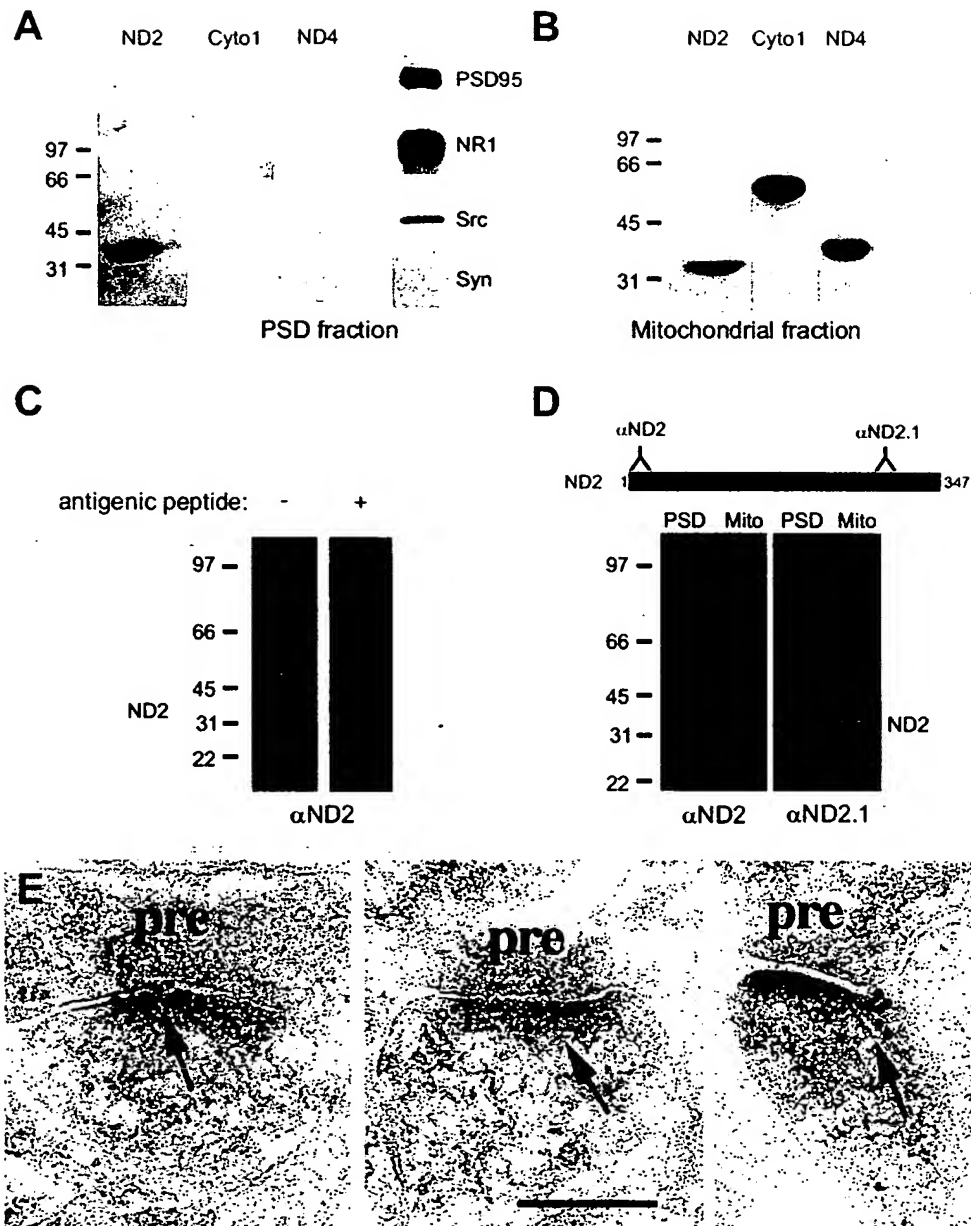 A
ND2 Cyto1 ND4
PSD95
97
NR1
66
Src
45
31
Syn
PSD fraction
B
ND2 Cyto1 ND4
97
66
45
31
Mitochondrial fraction
C
antigenic peptide: - +
97
66
45
ND2
31
22
αND2
D
αND2 αND2.1
ND2 1 347
PSD Mito PSD Mito
97
66
45
31
ND2
22
αND2 αND2.1
E
pre
pre
pre